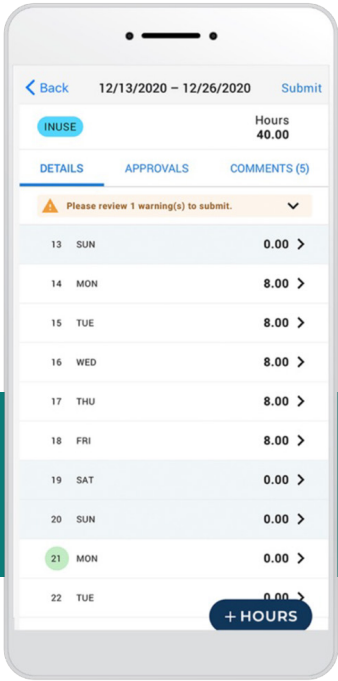 Back 12/13/2020 – 12/26/2020 Submit
INUSE Hours
40.00
DETAILS APPROVALS COMMENTS (5)
Please review 1 warning(s) to submit.
13 SUN 0.00
14 MON 8.00
15 TUE 8.00
16 WED 8.00
17 THU 8.00
18 FRI 8.00
19 SAT 0.00
20 SUN 0.00
21 MON 0.00
22 TUE 0.00
+ HOURS